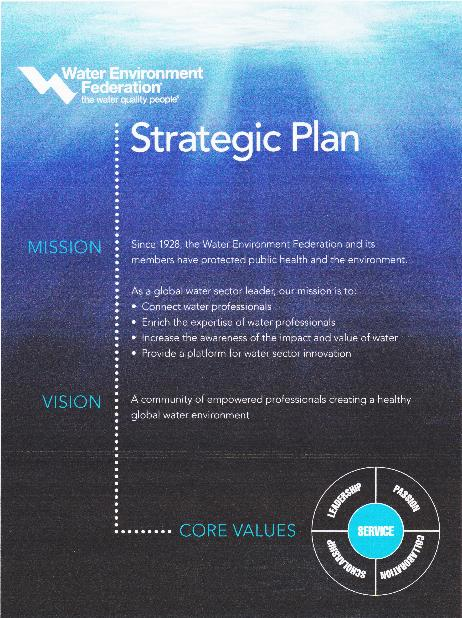 Water Environment
Federation®
the water quality people®
Strategic Plan
MISSION
Since 1928, the Water Environment Federation and its
members have protected public health and the environment.
As a global water sector leader, our mission is to:
• Connect water professionals
• Enrich the expertise of water professionals
• Increase the awareness of the impact and value of water
• Provide a platform for water sector innovation
VISION
A community of empowered professionals creating a healthy
global water environment
CORE VALUES
LEADERSHIP
PASSION
SERVICE
SCHOLARSHIP
COLLABORATION